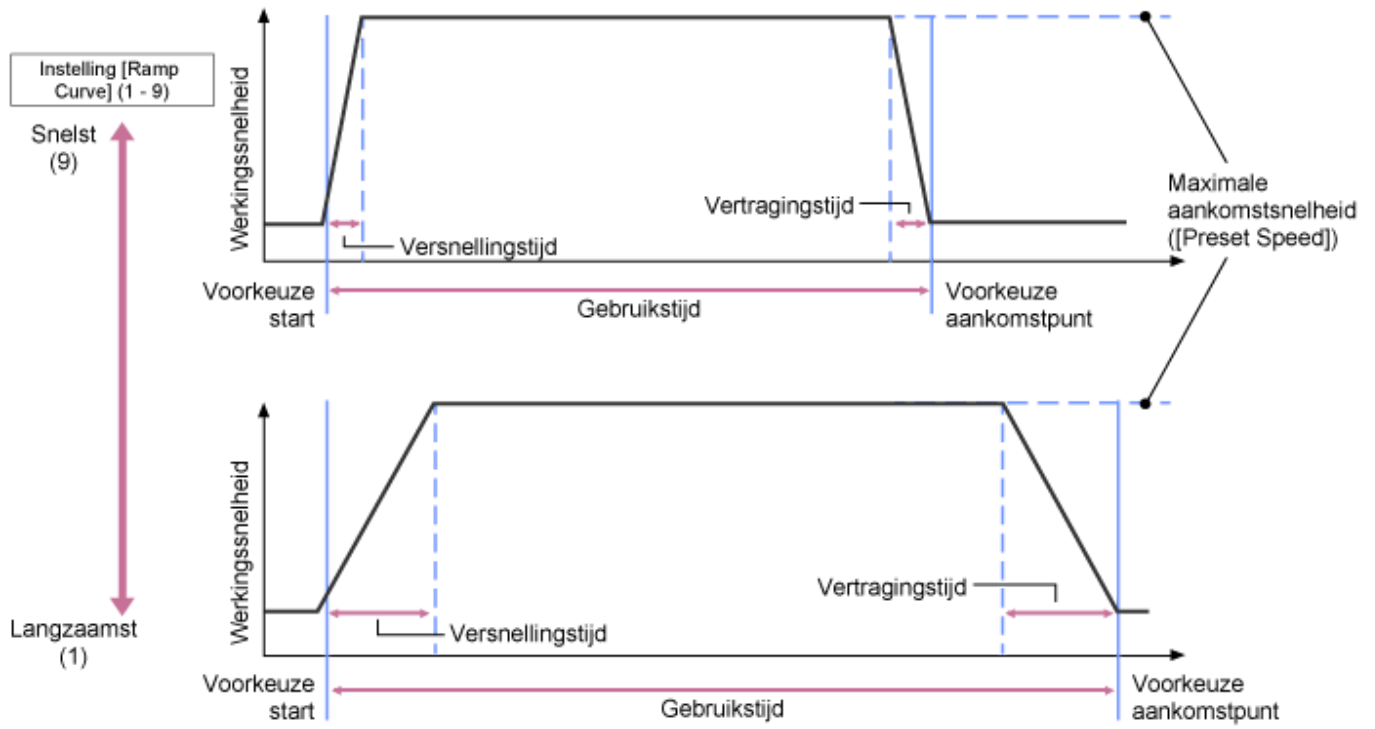 Instelling [Ramp
Curve] (1 - 9)
Snelst
(9)
Langzaamst
(1)
Werkingssnelheid
Versnellingstijd
Vertragingstijd
Voorkeuze
start
Gebruikstijd
Voorkeuze
aankomstpunt
Maximale
aankomstsnelheid
([Preset Speed])
Werkingssnelheid
Versnellingstijd
Vertragingstijd
Voorkeuze
start
Gebruikstijd
Voorkeuze
aankomstpunt